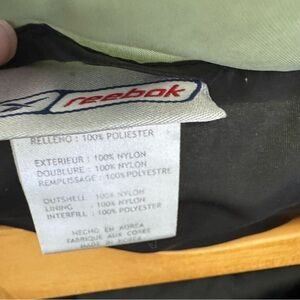 reebok
RELLENO: 100% POLIESTER
EXTERIEUR : 100% NYLON
DOUBLURE : 100% NYLON
REMPLISSAGE : 100% POLYESTRE
OUTSHELL : 100% NYLON
LINING : 100% NYLON
INTERFILL : 100% POLYESTER
HECHO EN KOREA
FABRIQUE AUX COREE
MADE IN KOREA